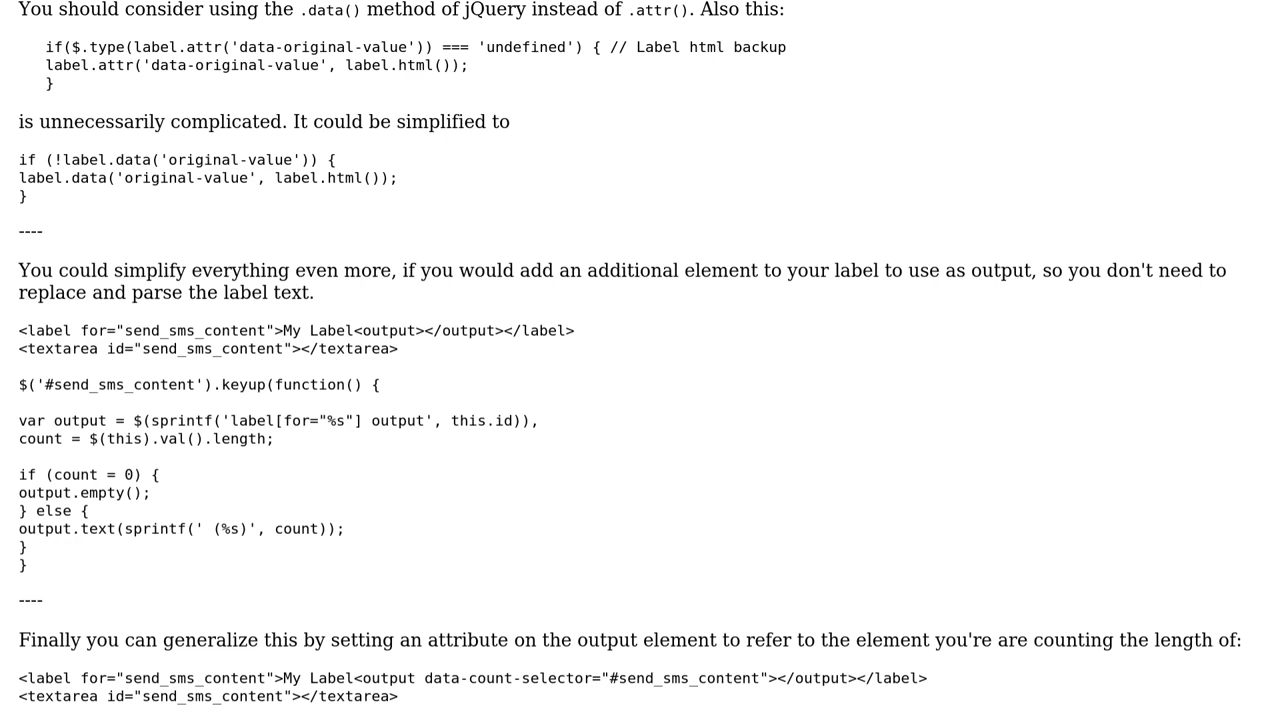 You should consider using the .data() method of jQuery instead of .attr(). Also this:
if($.type(label.attr('data-original-value')) === 'undefined') { // Label html backup
label.attr('data-original-value', label.html());
}
is unnecessarily complicated. It could be simplified to
if (!label.data('original-value')) {
label.data('original-value', label.html());
}
----
You could simplify everything even more, if you would add an additional element to your label to use as output, so you don't need to
replace and parse the label text.
<label for="send_sms_content">My Label<output></output></label>
<textarea id="send_sms_content"></textarea>
$('#send_sms_content').keyup(function() {
var output = $(sprintf('label[for="%s"] output', this.id)),
count = $(this).val().length;
if (count = 0) {
output.empty();
} else {
output.text(sprintf(' (%s)', count));
}
}
----
Finally you can generalize this by setting an attribute on the output element to refer to the element you're are counting the length of:
<label for="send_sms_content">My Label<output data-count-selector="#send_sms_content"></output></label>
<textarea id="send_sms_content"></textarea>